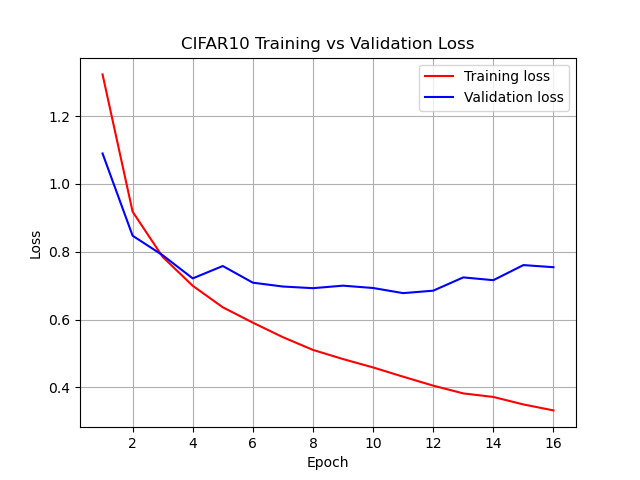 CIFAR10 Training vs Validation Loss
Training loss
Validation loss
1.2
1.0
0.8
0.6
0.4
Loss
2 4 6 8 10 12 14 16
Epoch